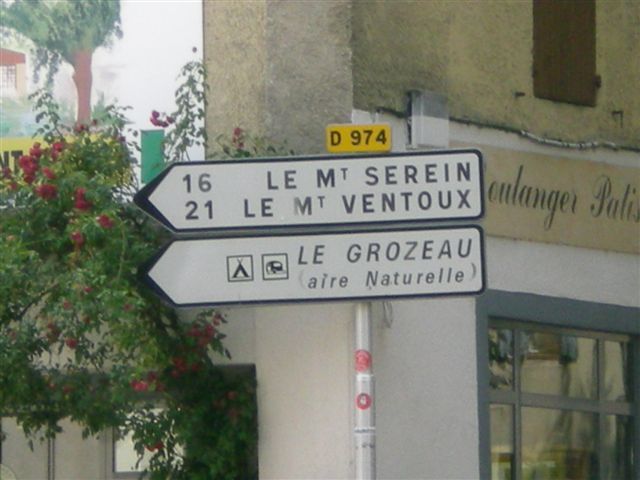 D 974
16 LE Mᵀ SEREIN
21 LE Mᵀ VENTOUX
LE GROZEAU
(aire Naturelle)
oulanger Patis